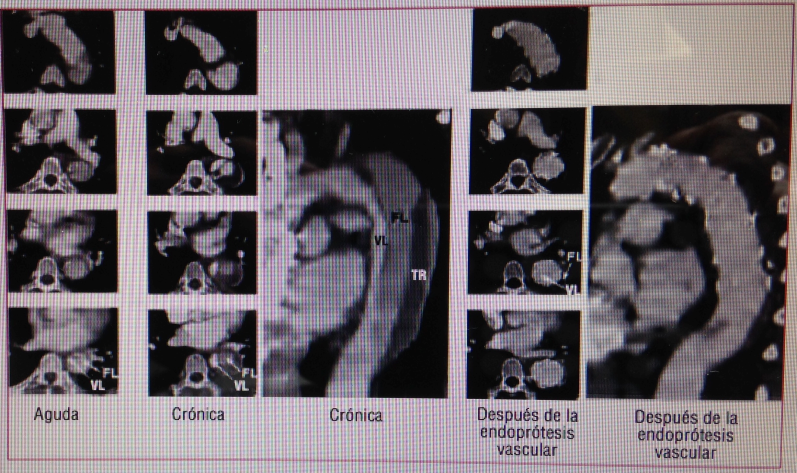 FL
VL
TR
FL
VL
FL
VL
FL
VL
Aguda
Crónica
Crónica
Después de la
endoprótesis
vascular
Después de la
endoprótesis
vascular